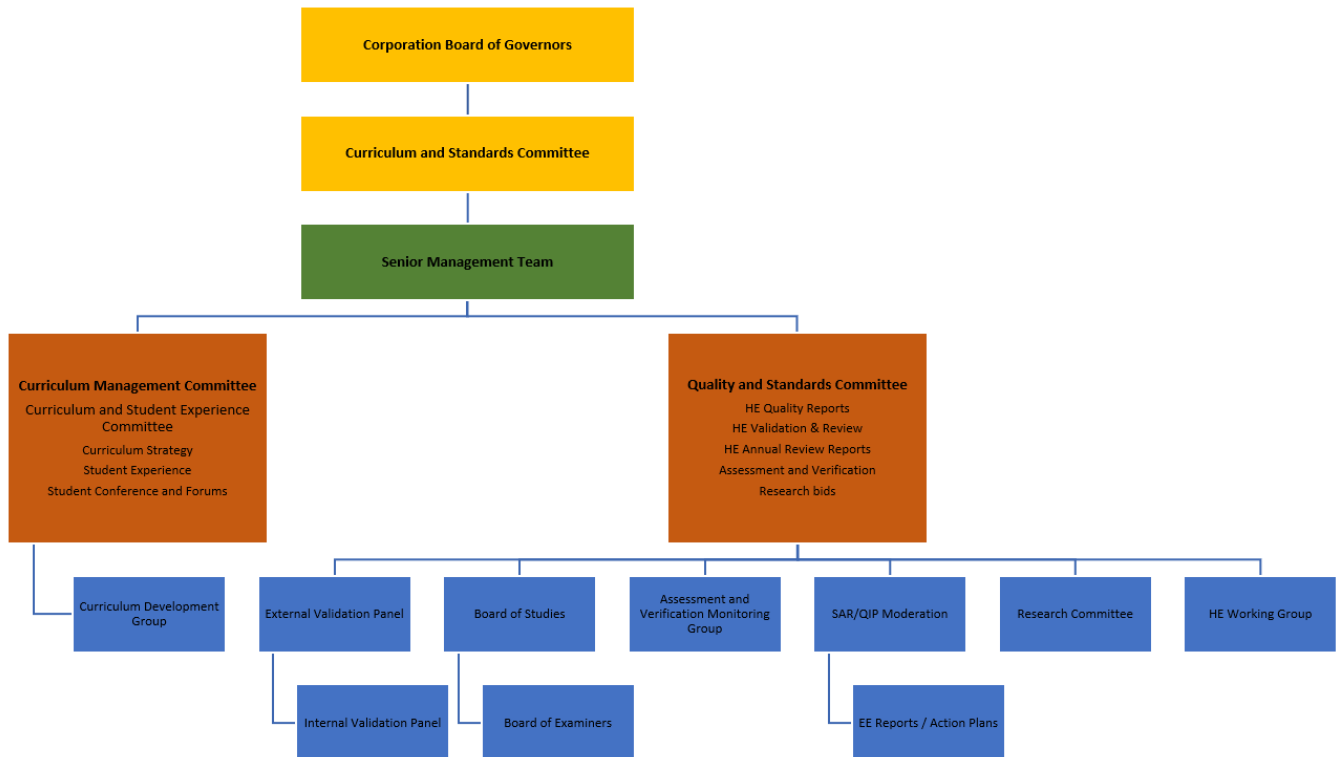 Corporation Board of Governors
Curriculum and Standards Committee
Senior Management Team
Curriculum Management Committee
Curriculum and Student Experience
Committee
Curriculum Strategy
Student Experience
Student Conference and Forums
Quality and Standards Committee
HE Quality Reports
HE Validation & Review
HE Annual Review Reports
Assessment and Verification
Research bids
Curriculum Development
Group
External Validation Panel
Board of Studies
Assessment and
Verification Monitoring
Group
SAR/QIP Moderation
Research Committee
HE Working Group
Internal Validation Panel
Board of Examiners
EE Reports / Action Plans